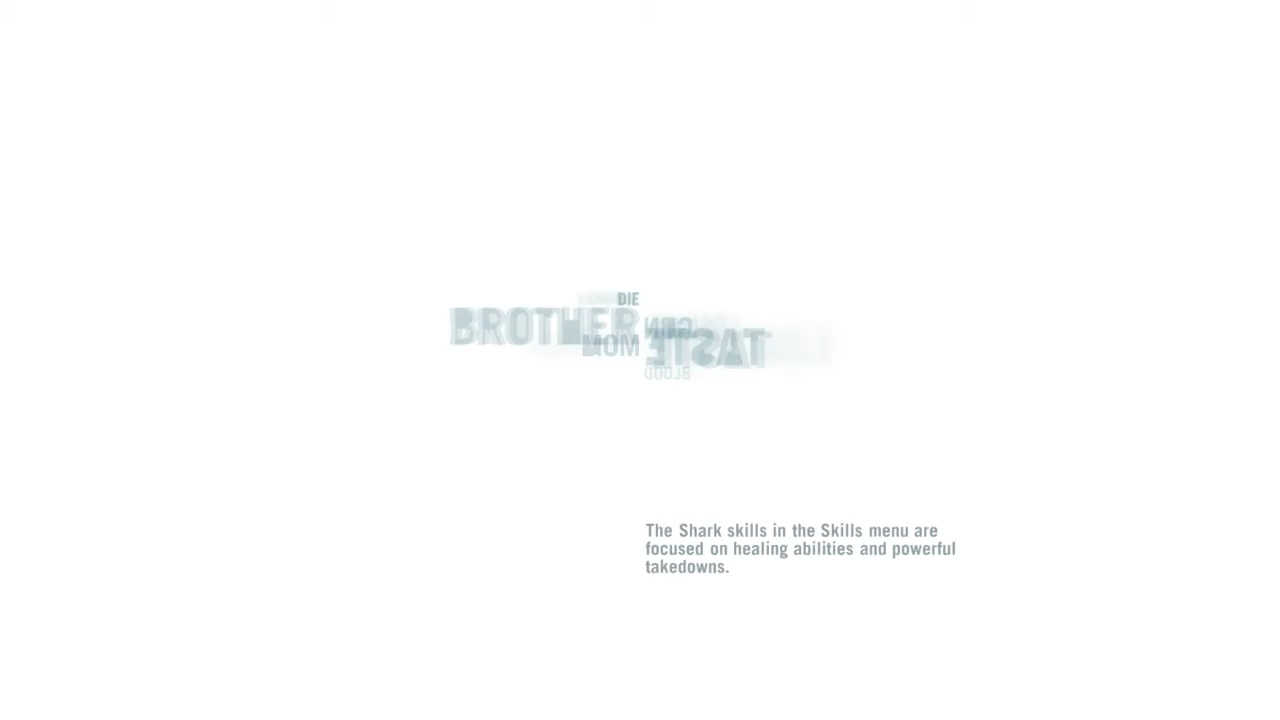 DIE
BROTHER
MOM
TASTE
BLOOD
The Shark skills in the Skills menu are
focused on healing abilities and powerful
takedowns.